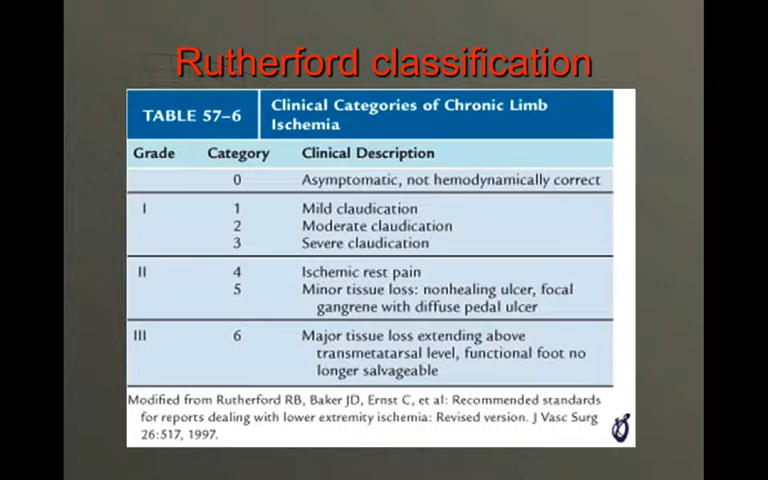 Rutherford classification
TABLE 57–6
Clinical Categories of Chronic Limb
Ischemia
Grade Category Clinical Description
0 Asymptomatic, not hemodynamically correct
I 1 Mild claudication
2 Moderate claudication
3 Severe claudication
II 4 Ischemic rest pain
5 Minor tissue loss: nonhealing ulcer, focal
gangrene with diffuse pedal ulcer
III 6 Major tissue loss extending above
transmetatarsal level, functional foot no
longer salvageable
Modified from Rutherford RB, Baker JD, Ernst C, et al: Recommended standards
for reports dealing with lower extremity ischemia: Revised version. J Vasc Surg
26:517, 1997.